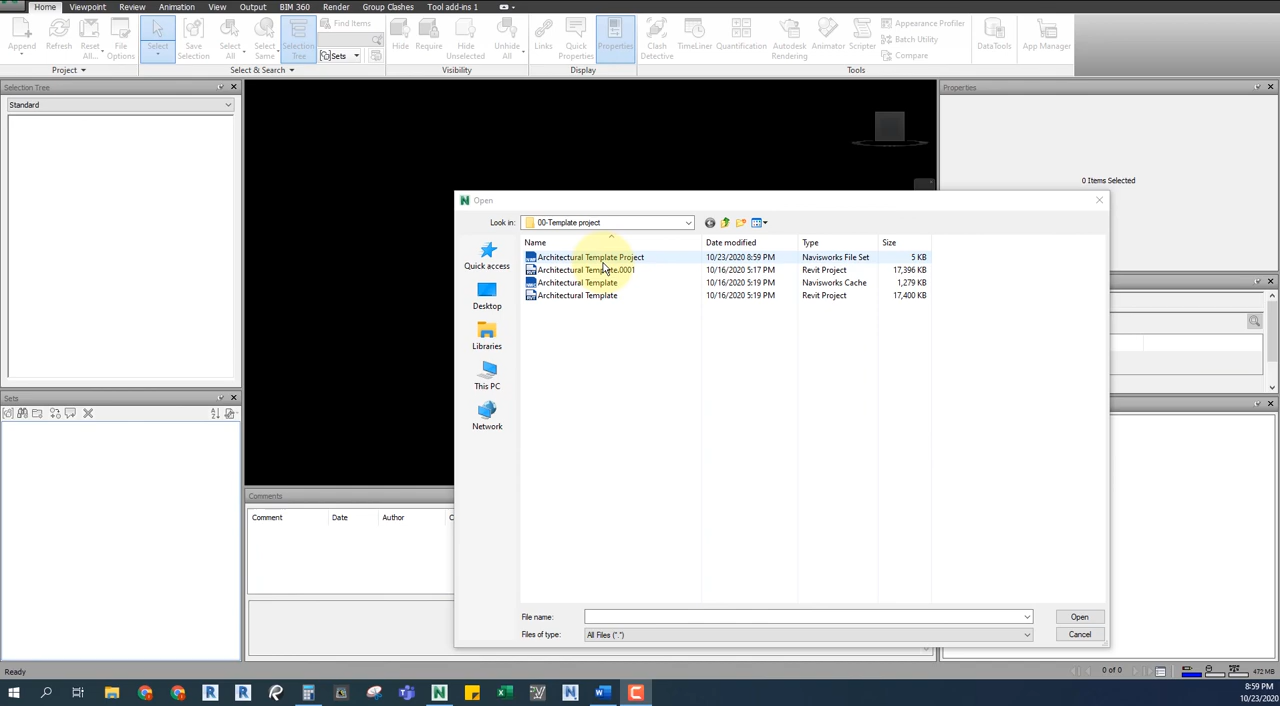 Home Viewpoint Review Animation View Output BIM 360 Render Group Clashes Tool add-ins 1
Append Refresh Reset All... File Options Select Save Selection Select All Select Same Selection Tree Find Items Sets Hide Require Hide Unselected Unhide All Links Quick Properties Properties Clash Detective TimeLiner Quantification Autodesk Rendering Animator Scripter Appearance Profiler Batch Utility Compare DataTools App Manager
Project Select & Search Visibility Display Tools
Selection Tree
Standard
Properties
0 Items Selected
Open
Look in: 00-Template project
Name Date modified Type Size
Architectural Template Project 10/23/2020 8:59 PM Navisworks File Set 5 KB
Architectural Template.0001 10/16/2020 5:17 PM Revit Project 17,396 KB
Architectural Template 10/16/2020 5:19 PM Navisworks Cache 1,279 KB
Architectural Template 10/16/2020 5:19 PM Revit Project 17,400 KB
Quick access
Desktop
Libraries
This PC
Network
Sets
Comments
Comment Date Author
File name: Open
Files of type: All Files (*.*) Cancel
Ready 0 of 0 472 MB
8:59 PM
10/23/2020